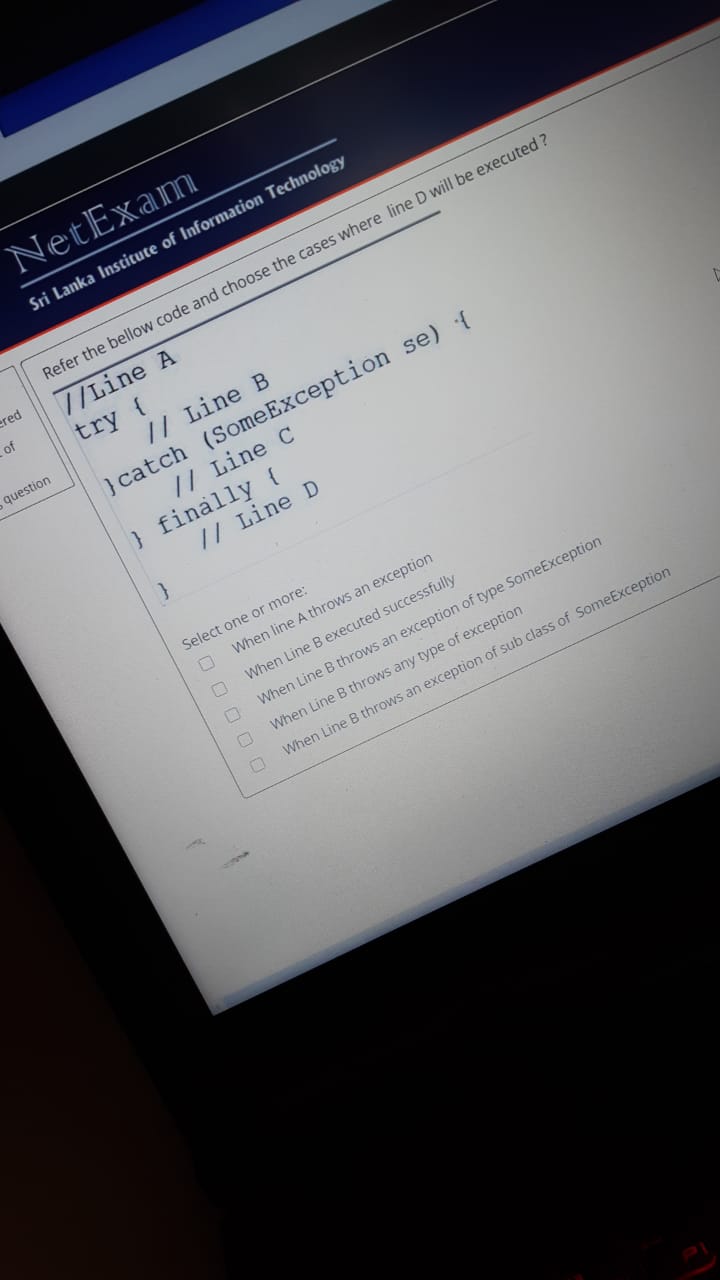 NetExam
Sri Lanka Institute of Information Technology
Refer the bellow code and choose the cases where line D will be executed ?
//Line A
try {
// Line B
}catch (SomeException se) {
// Line C
} finally {
// Line D
}
Select one or more:
When line A throws an exception
When Line B executed successfully
When Line B throws an exception of type SomeException
When Line B throws any type of exception
When Line B throws an exception of sub class of SomeException
ered
of
question